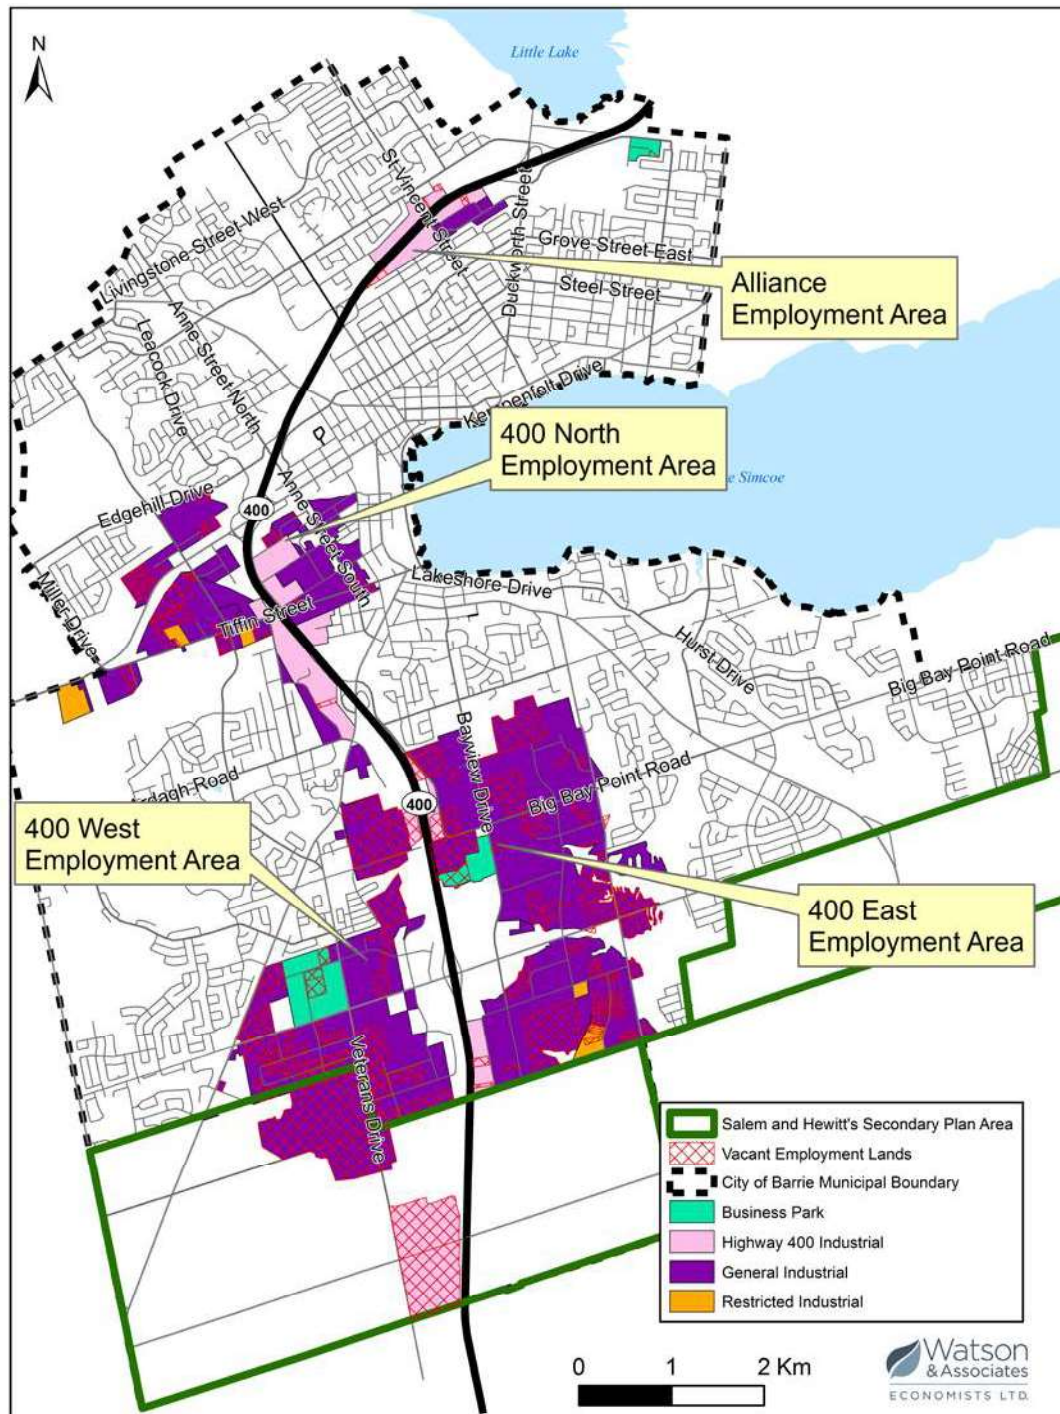 N
Little Lake
St Vincent Street
Livingstone Street West
Duckworth Street
Grove Street East
Steel Street
Alliance
Employment Area
Leacock Drive
Anne Street North
Kempenfelt Drive
400 North
Employment Area
Simcoe
Edgehill Drive
400
Anne Street South
Miller Drive
Tiffin Street
Lakeshore Drive
Hurst Drive
Big Bay Point Road
Bayview Drive
Road
Big Bay Point Road
400
400 West
Employment Area
400 East
Employment Area
Veterans Drive
Salem and Hewitt's Secondary Plan Area
Vacant Employment Lands
City of Barrie Municipal Boundary
Business Park
Highway 400 Industrial
General Industrial
Restricted Industrial
0 1 2 Km
Watson
& Associates
ECONOMISTS LTD.